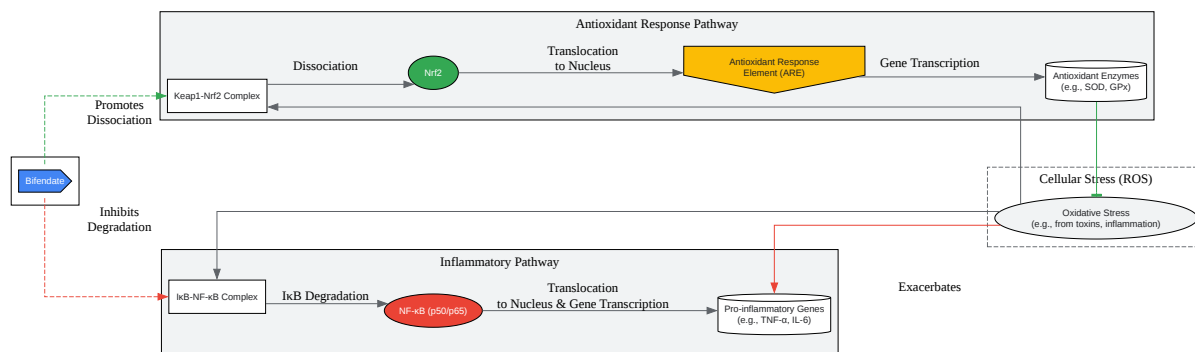 Antioxidant Response Pathway
Dissociation
Nrf2
Translocation
to Nucleus
Antioxidant Response
Element (ARE)
Gene Transcription
Antioxidant Enzymes
(e.g., SOD, GPx)
Keap1-Nrf2 Complex
Promotes
Dissociation
Bifendate
Cellular Stress (ROS)
Oxidative Stress
(e.g., from toxins, inflammation)
Inhibits
Degradation
Inflammatory Pathway
IκB-NF-κB Complex
IκB Degradation
NF-κB (p50/p65)
Translocation
to Nucleus & Gene Transcription
Pro-inflammatory Genes
(e.g., TNF-α, IL-6)
Exacerbates